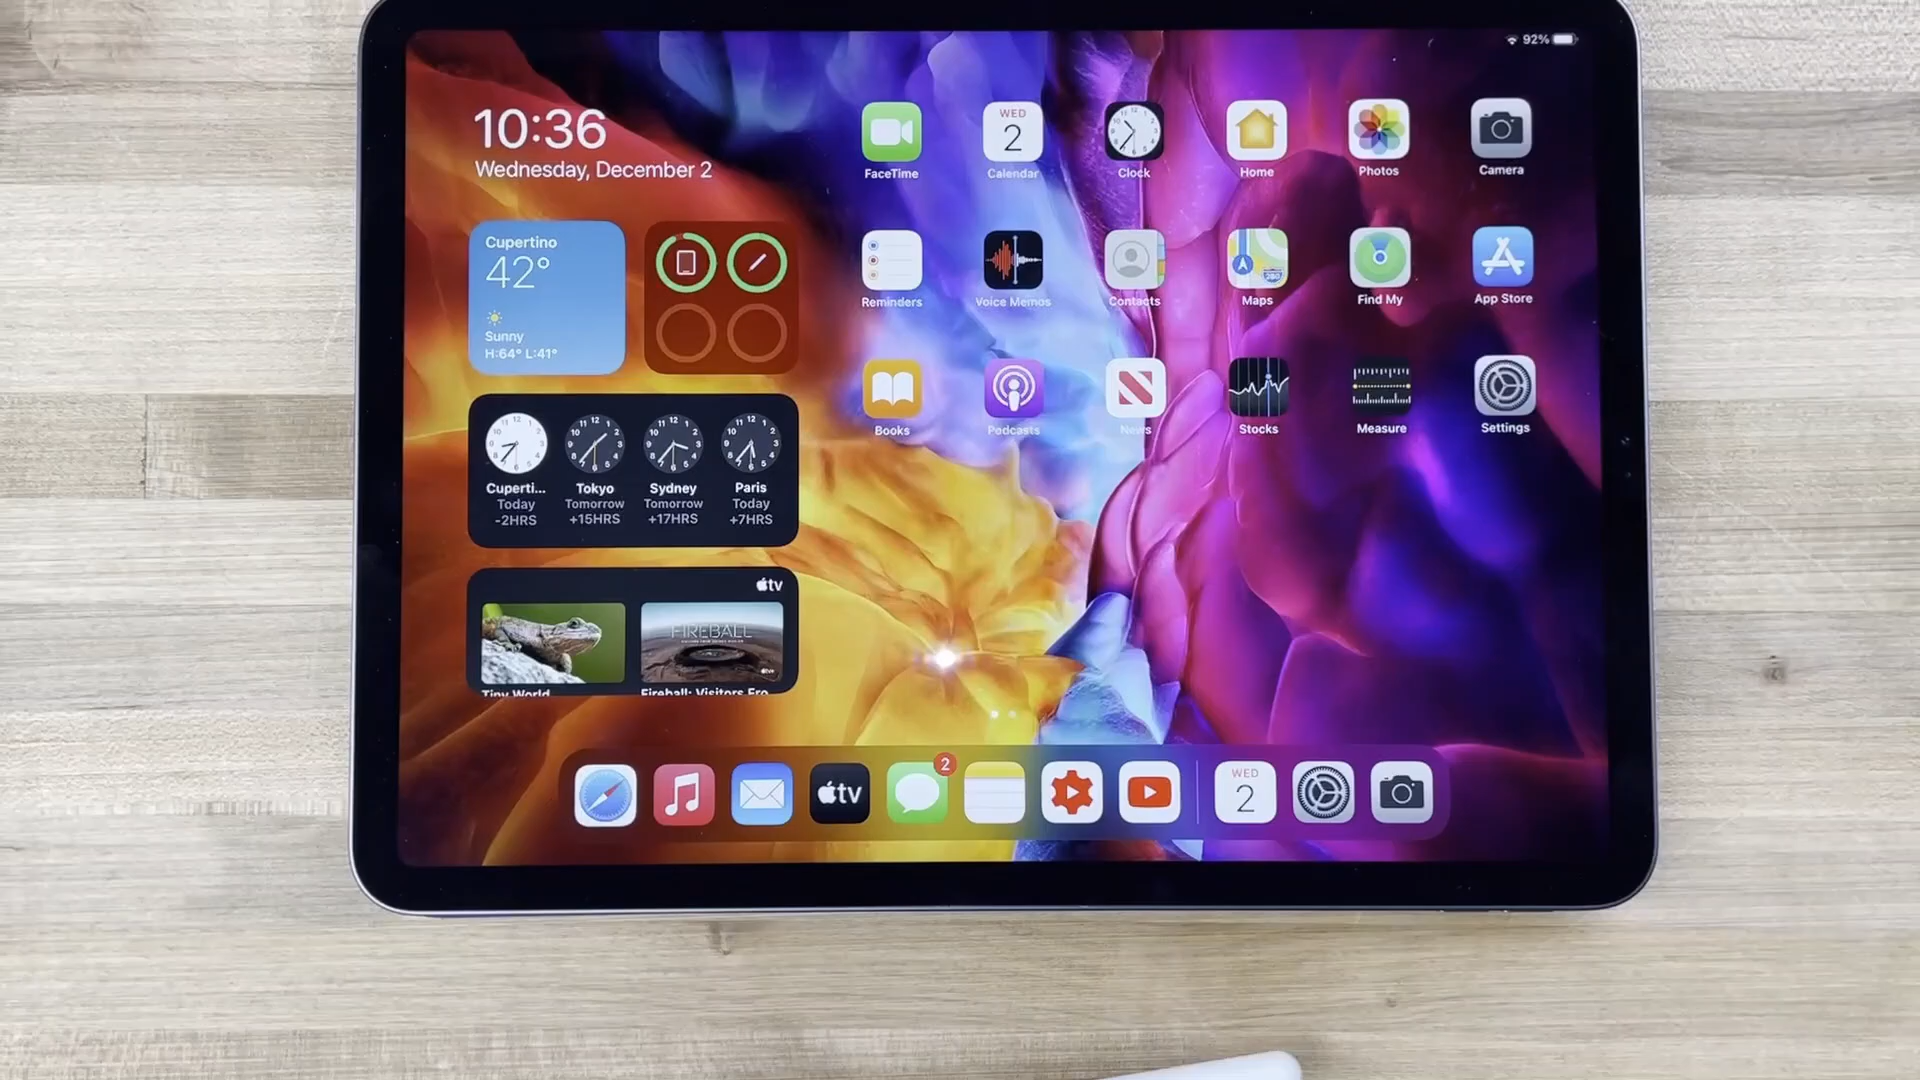 92%
10:36
Wednesday, December 2
Cupertino
42°
Sunny
H:64° L:41°
Cuperti...
Today
-2HRS
Tokyo
Tomorrow
+15HRS
Sydney
Tomorrow
+17HRS
Paris
Today
+7HRS
tv
FIREBALL
Tiny World
Fireball: Visitors Fro
WED
2
FaceTime
Calendar
Clock
Home
Photos
Camera
Reminders
Voice Memos
Contacts
Maps
Find My
App Store
280
Books
Podcasts
News
Stocks
Measure
Settings
tv
2
WED
2